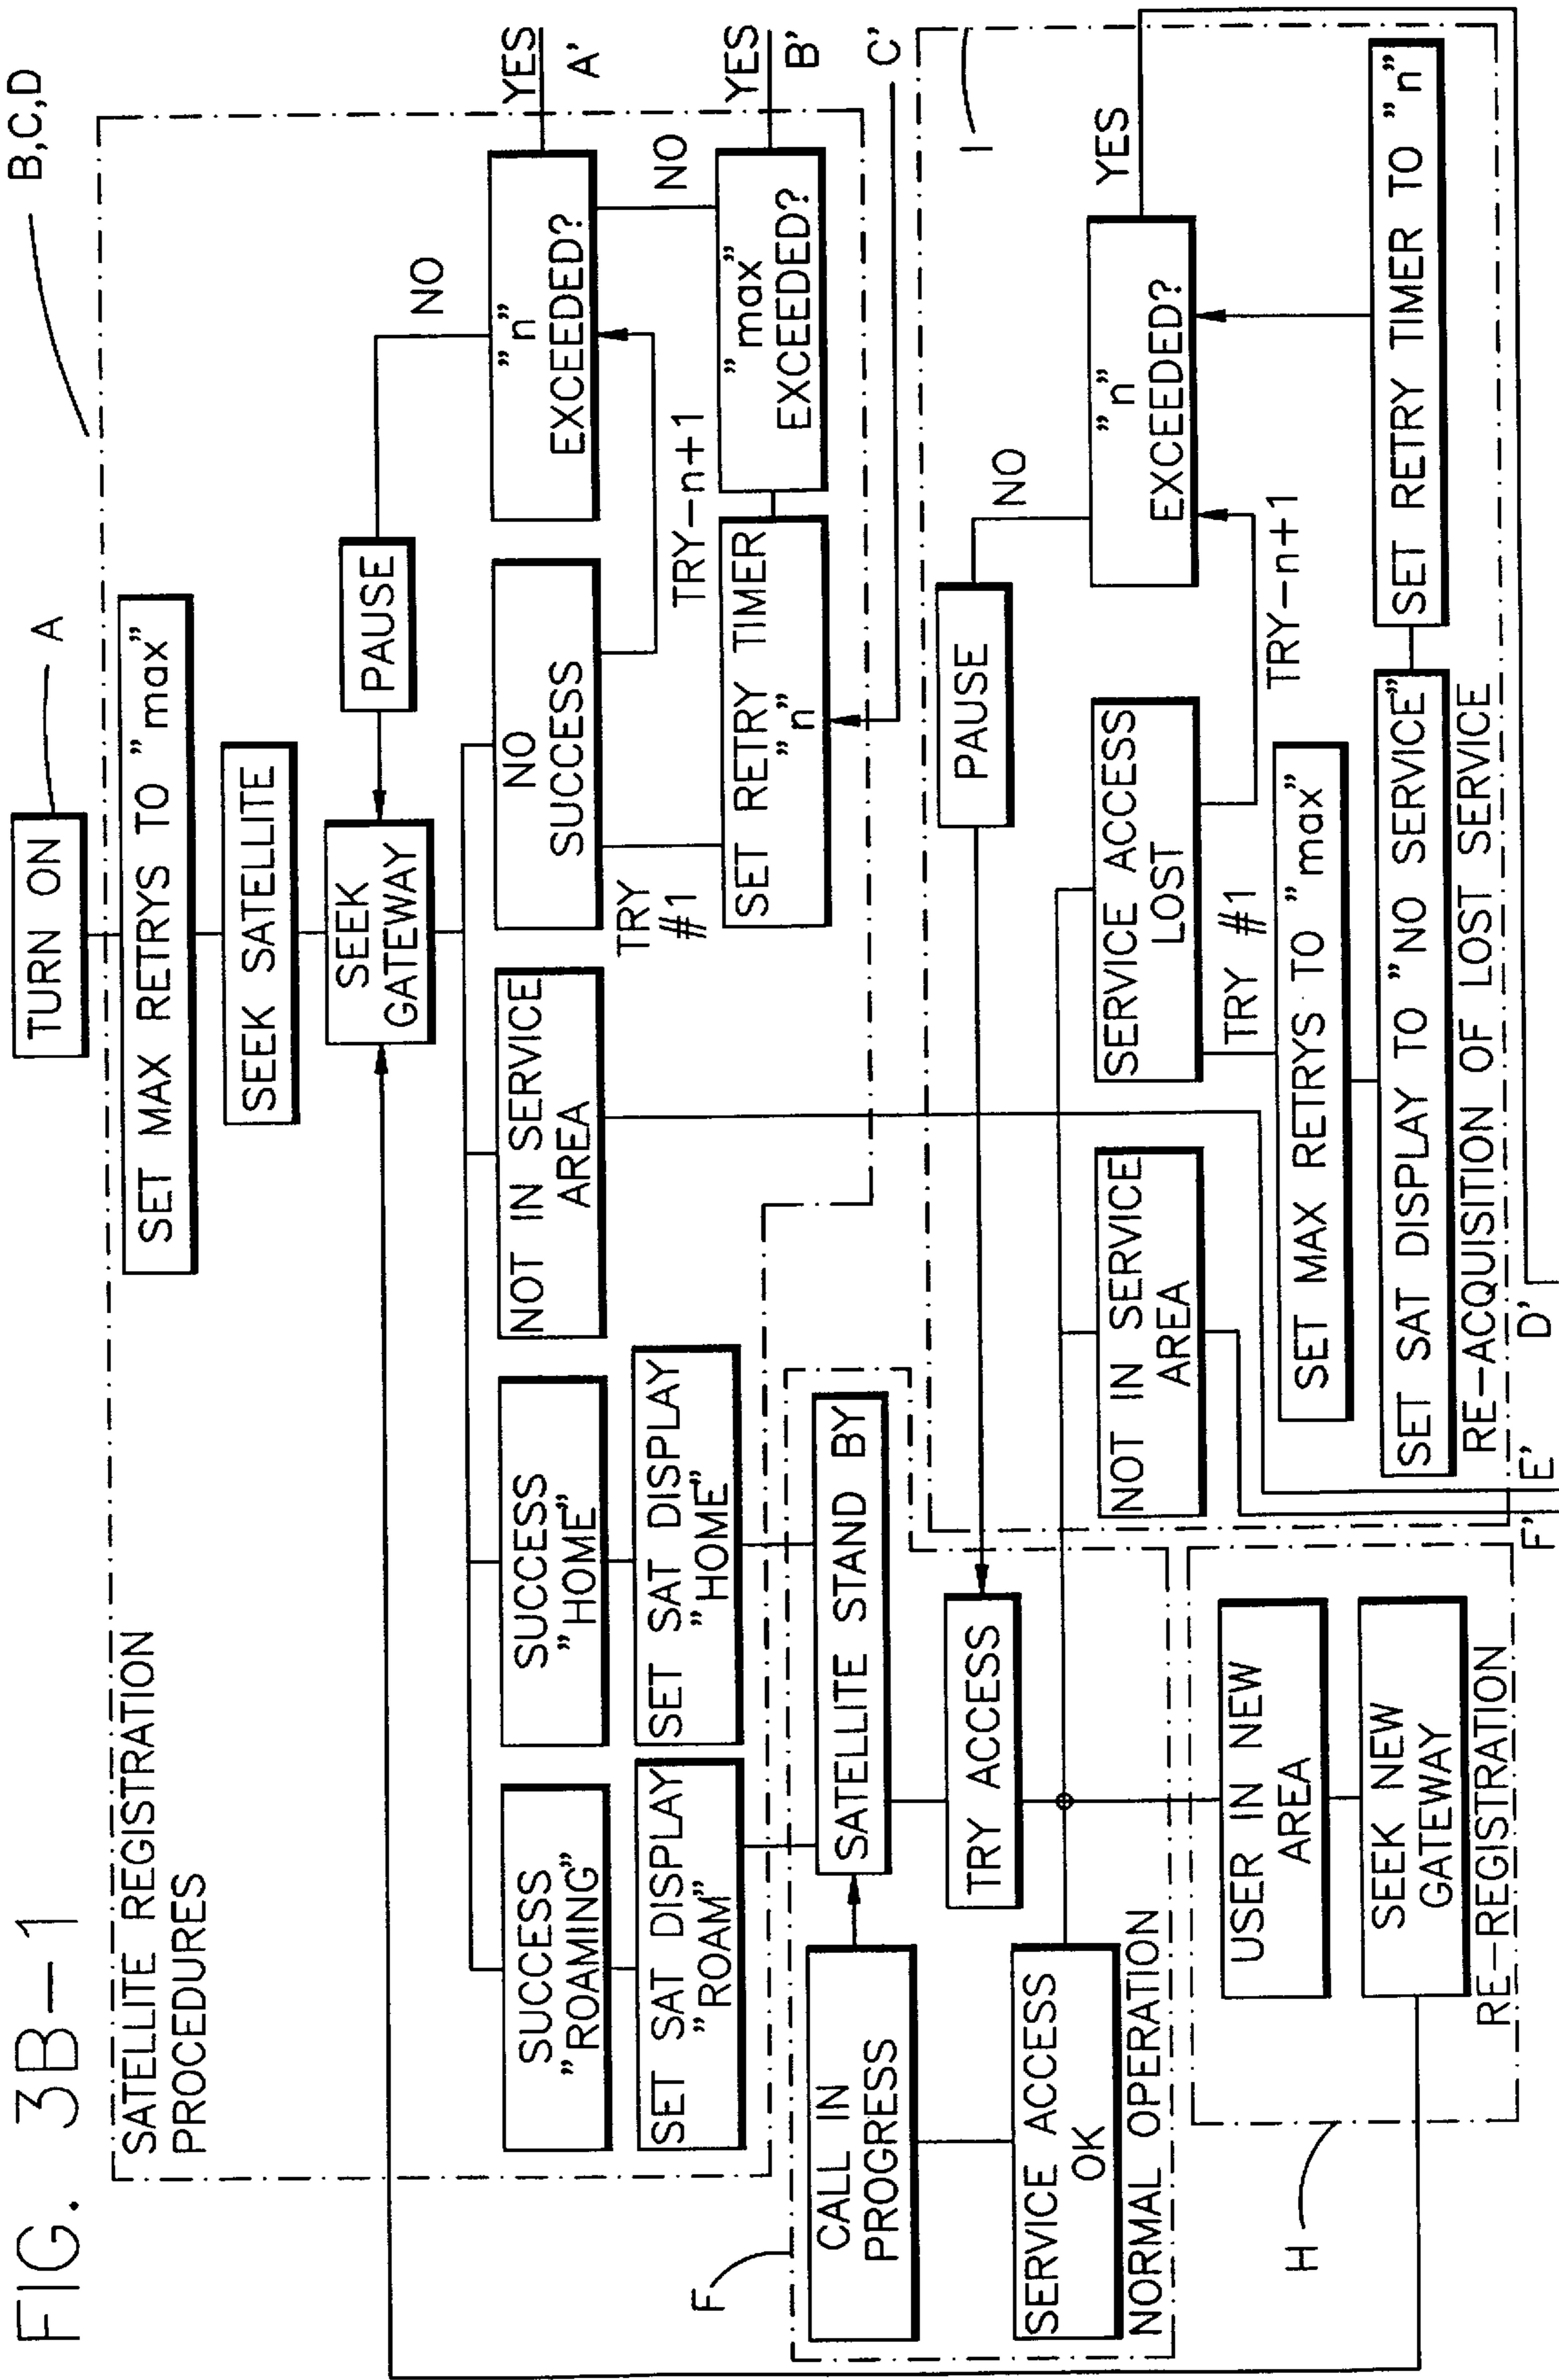 FIG. 3B-1
B,C,D
A
TURN ON
SATELLITE REGISTRATION
PROCEDURES
SET MAX RETRYS TO "max"
SEEK SATELLITE
SEEK
GATEWAY
PAUSE
NO
SUCCESS
"ROAMING"
SUCCESS
"HOME"
NOT IN SERVICE
AREA
NO
SUCCESS
"n"
EXCEEDED?
YES
A'
SET SAT DISPLAY
"ROAM"
SET SAT DISPLAY
"HOME"
TRY
#1
TRY-n+1
NO
SET RETRY TIMER
"n"
"max"
EXCEEDED?
YES
B'
C'
F
CALL IN
PROGRESS
SATELLITE STAND BY
TRY ACCESS
PAUSE
NO
I
SERVICE ACCESS
OK
NORMAL OPERATION
NOT IN SERVICE
AREA
SERVICE ACCESS
LOST
"n"
EXCEEDED?
YES
TRY #1
TRY-n+1
H
USER IN NEW
AREA
SEEK NEW
GATEWAY
RE-REGISTRATION
SET MAX RETRYS TO "max"
SET SAT DISPLAY TO "NO SERVICE"
SET RETRY TIMER TO "n"
RE-ACQUISITION OF LOST SERVICE
F'
E'
D'